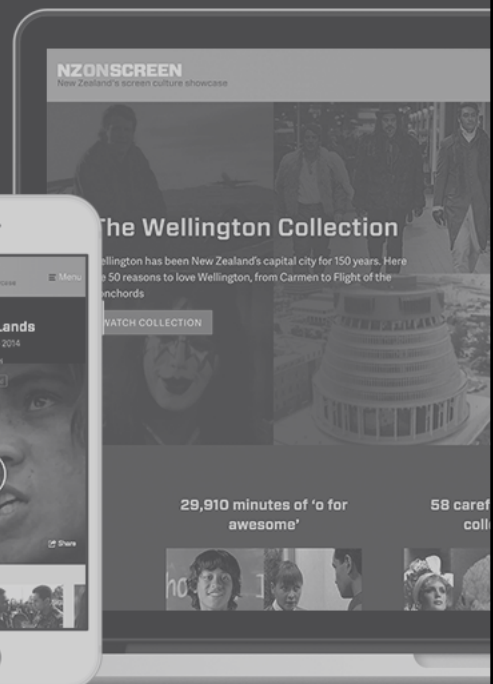 NZONSCREEN
New Zealand's screen culture showcase
The Wellington Collection
ellington has been New Zealand's capital city for 150 years. Here
e 50 reasons to love Wellington, from Carmen to Flight of the
onchords
WATCH COLLECTION
Menu
Lands
2014
Share
29,910 minutes of 'o for
awesome'
58 caref
coll